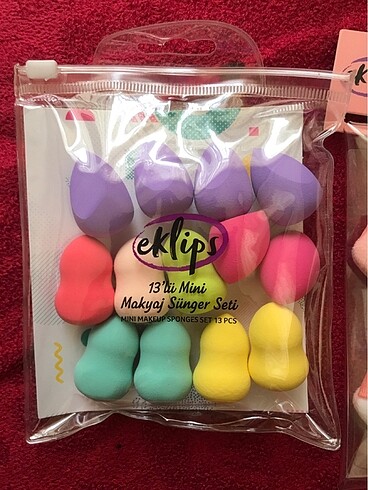 eklips
13'lü Mini
Makyaj Sünger Seti
MINI MAKEUP SPONGES SET 13 PCS